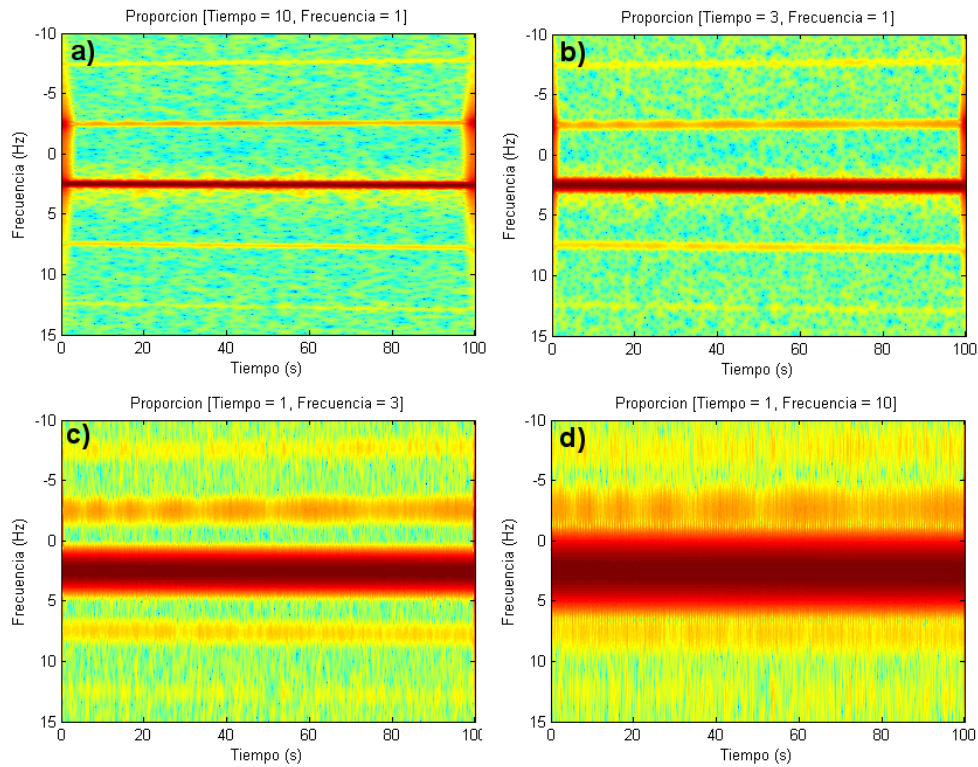 Proporcion [Tiempo = 10, Frecuencia = 1]
a)
-10
-5
0
5
10
15
Frecuencia (Hz)
0 20 40 60 80 100
Tiempo (s)
Proporcion [Tiempo = 3, Frecuencia = 1]
b)
-10
-5
0
5
10
15
Frecuencia (Hz)
0 20 40 60 80 100
Tiempo (s)
Proporcion [Tiempo = 1, Frecuencia = 3]
c)
-10
-5
0
5
10
15
Frecuencia (Hz)
0 20 40 60 80 100
Tiempo (s)
Proporcion [Tiempo = 1, Frecuencia = 10]
d)
-10
-5
0
5
10
15
Frecuencia (Hz)
0 20 40 60 80 100
Tiempo (s)